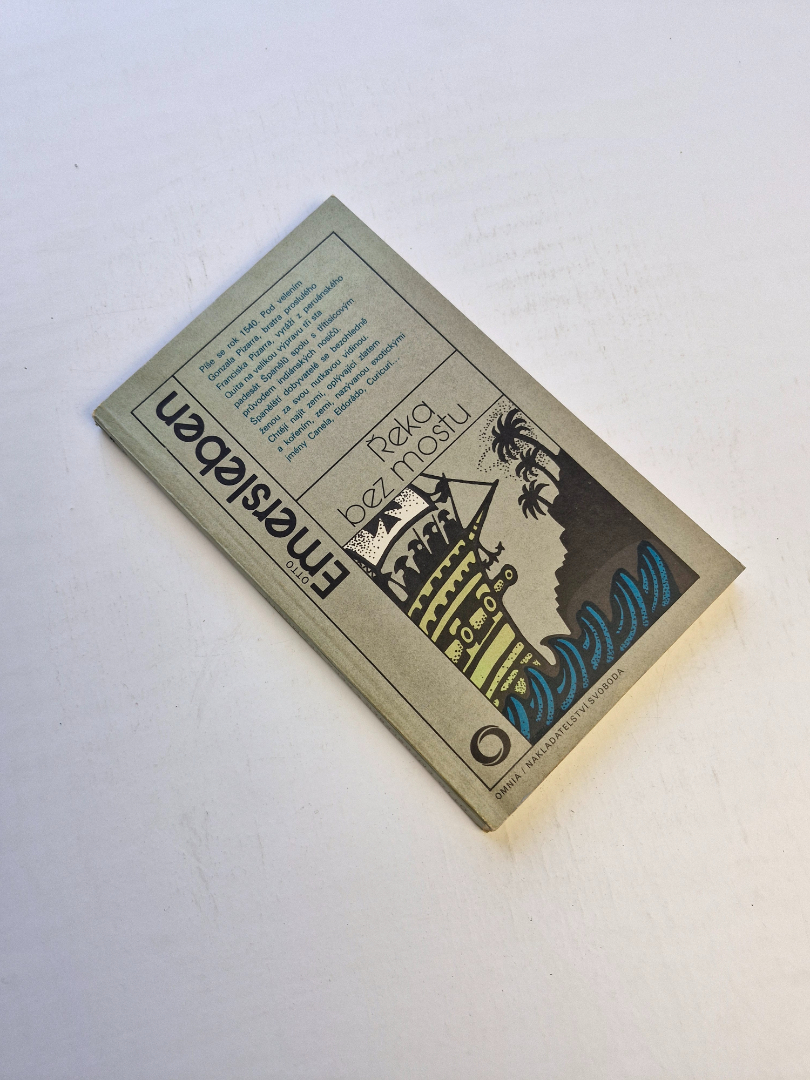 Píše se rok 1540. Pod velením
Gonzala Pizarra, bratra proslulého
Franciska Pizarra, vyráží z peruánského
Quita na velikou výpravu tři sta
padesát Španělů spolu s třítisícovým
průvodem indiánských nosičů.
Španělští dobyvatelé se bezohledně
ženou za svou nutkavou vidinou.
Chtějí najít zemi, oplývající zlatem
a kořením, zemi, nazývanou exotickými
jmény Canela, Eldorádo, Curicuri...
OTTO
Emersleben
Řeka
bez mostu
OMNIA / NAKLADATELSTVÍ SVOBODA